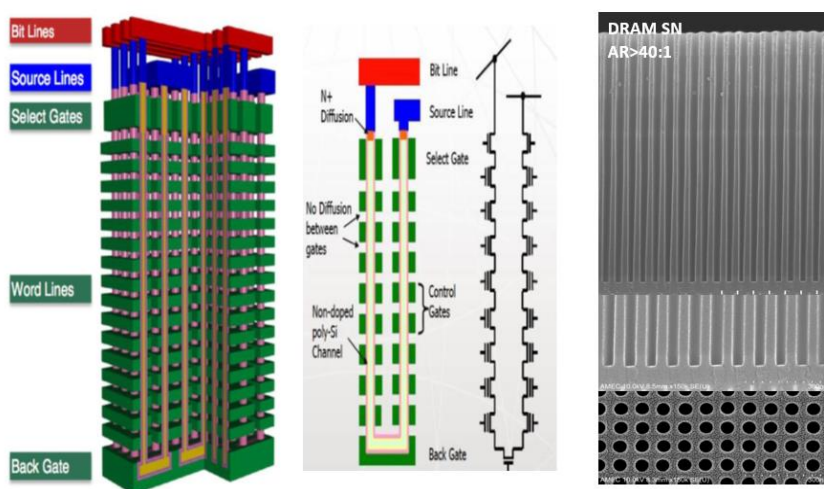 Bit Lines
Source Lines
Select Gates
Word Lines
Back Gate
Bit Line
N+
Diffusion
Source Line
Select Gate
No Diffusion
between
gates
Control
Gates
Non-doped
poly-Si
Channel
Back Gate
DRAM SN
AR>40:1